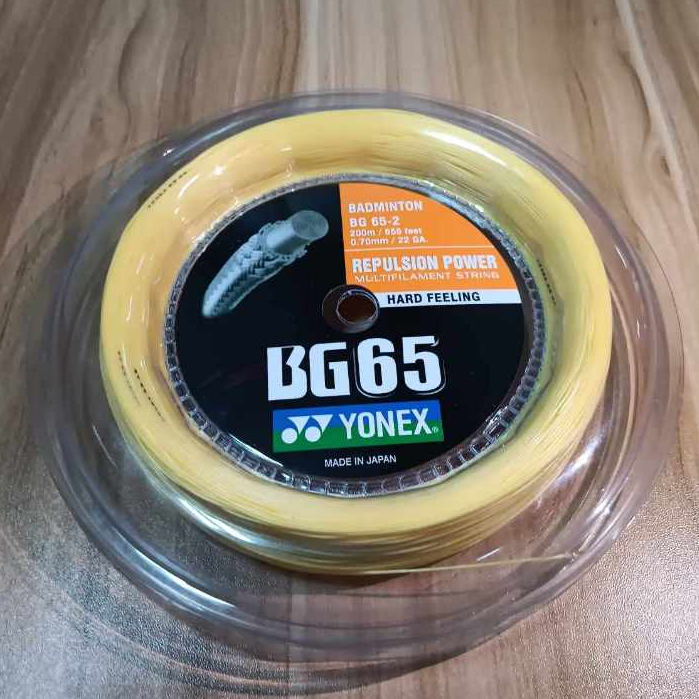 BADMINTON
BG 65-2
200m / 656 feet
0.70mm / 22 GA.
REPULSION POWER
MULTIFILAMENT STRING
HARD FEELING
BG65
YONEX®
MADE IN JAPAN